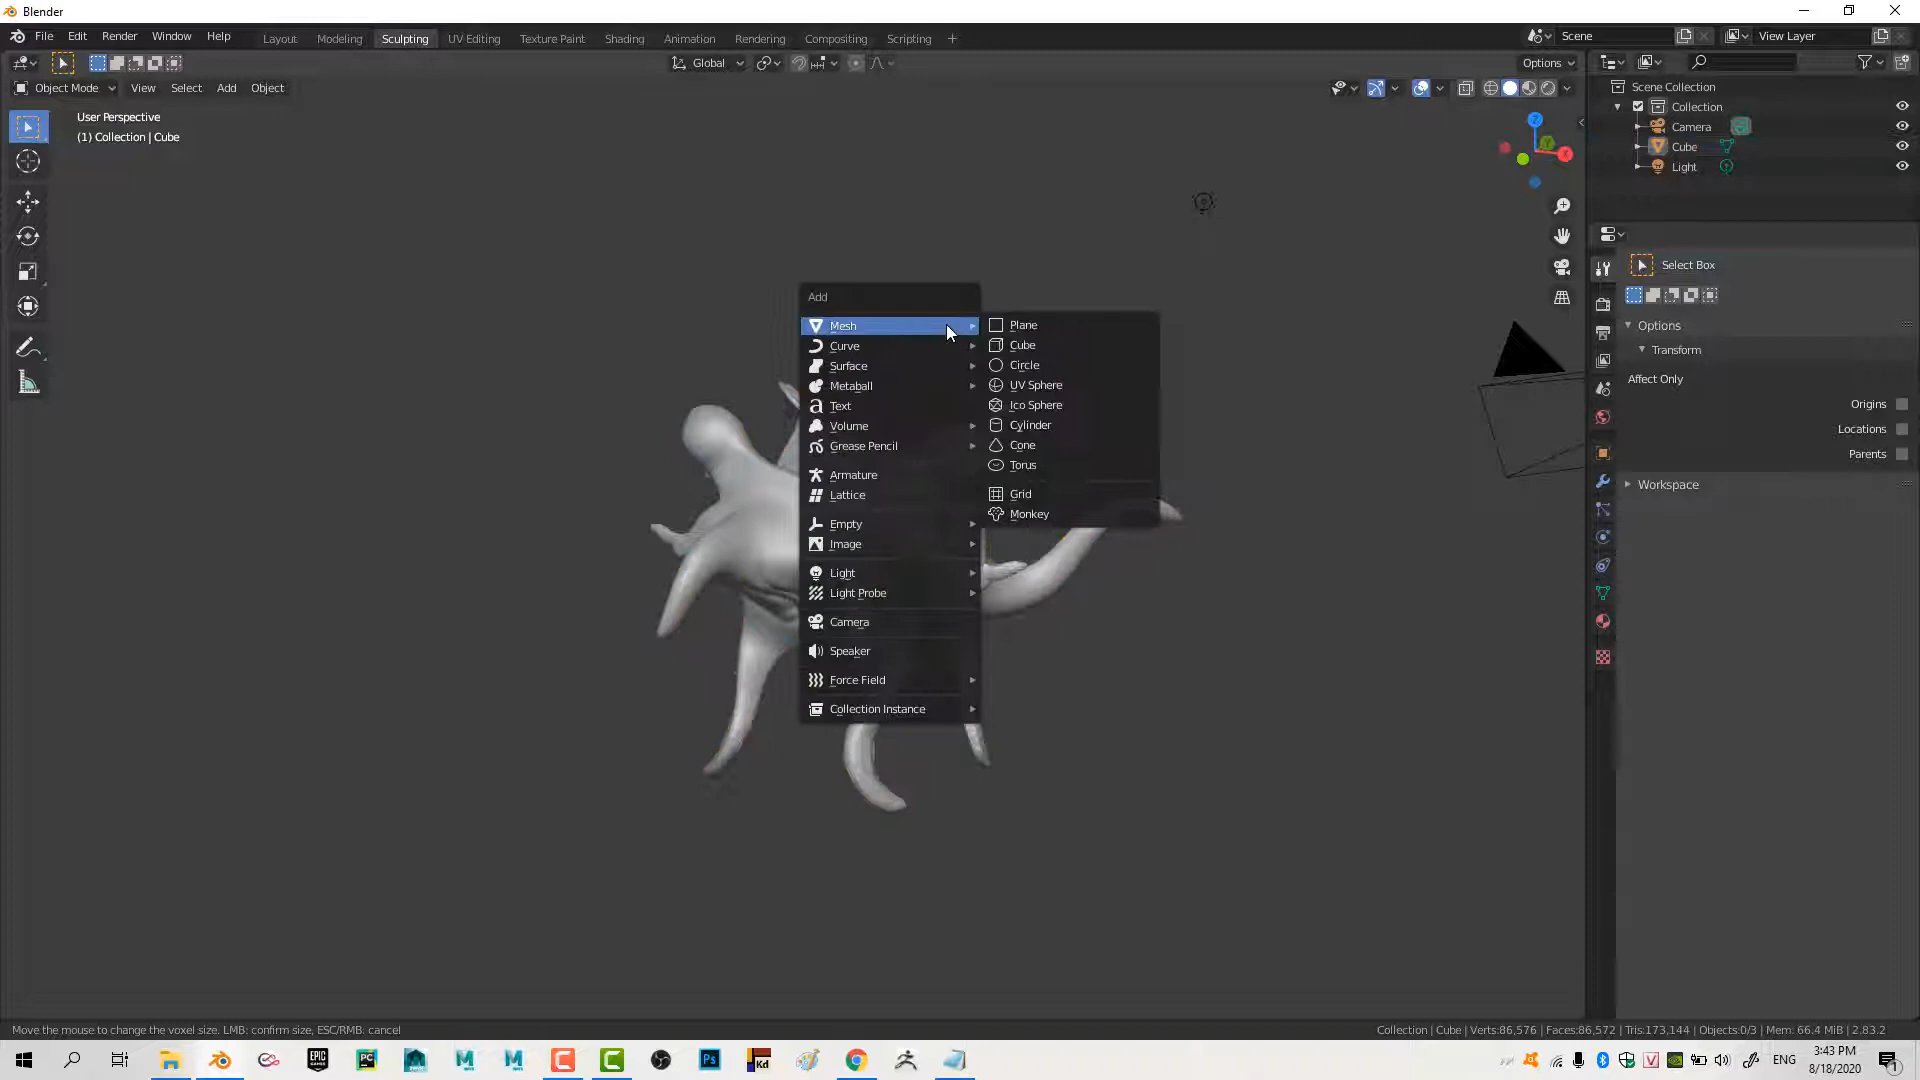 Blender
File Edit Render Window Help Layout Modeling Sculpting UV Editing Texture Paint Shading Animation Rendering Compositing Scripting + Scene View Layer
Global Options
Object Mode View Select Add Object
User Perspective
(1) Collection | Cube
Scene Collection
Collection
Camera
Cube
Light
Z
Y
X
Select Box
Options
Transform
Affect Only
Origins
Locations
Parents
Workspace
Add
Mesh
Curve
Surface
Metaball
Text
Volume
Grease Pencil
Armature
Lattice
Empty
Image
Light
Light Probe
Camera
Speaker
Force Field
Collection Instance
Plane
Cube
Circle
UV Sphere
Ico Sphere
Cylinder
Cone
Torus
Grid
Monkey
Move the mouse to change the voxel size. LMB: confirm size, ESC/RMB: cancel
Collection | Cube | Verts:86,576 | Faces:86,572 | Tris:173,144 | Objects:0/3 | Mem: 66.4 MiB | 2.83.2
EPIC GAMES
PC
M
M
C
C
Ps
Kd
V
ENG
3:43 PM
8/18/2020
1